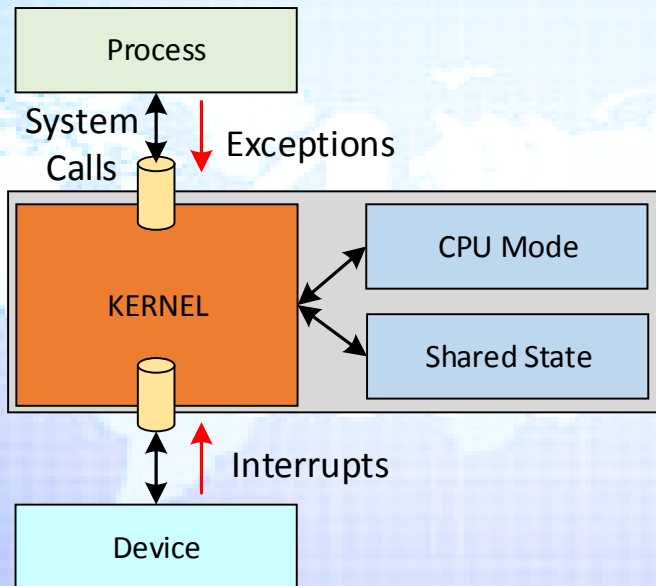 Process
System
Calls
Exceptions
CPU Mode
KERNEL
Shared State
Interrupts
Device